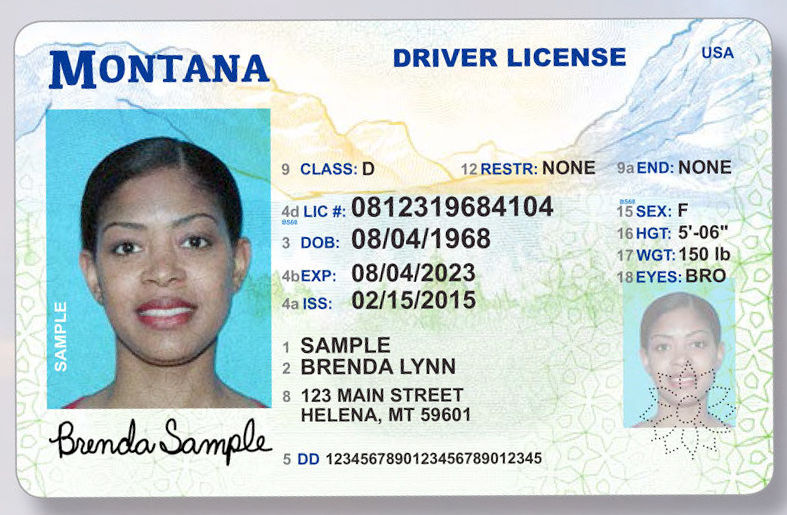 MONTANA
DRIVER LICENSE
USA
9 CLASS: D
12 RESTR: NONE
9a END: NONE
4d LIC #: 0812319684104
3 DOB: 08/04/1968
4b EXP: 08/04/2023
4a ISS: 02/15/2015
15 SEX: F
16 HGT: 5'-06"
17 WGT: 150 lb
18 EYES: BRO
SAMPLE
1 SAMPLE
2 BRENDA LYNN
8 123 MAIN STREET
HELENA, MT 59601
Brenda Sample
5 DD 1234567890123456789012345